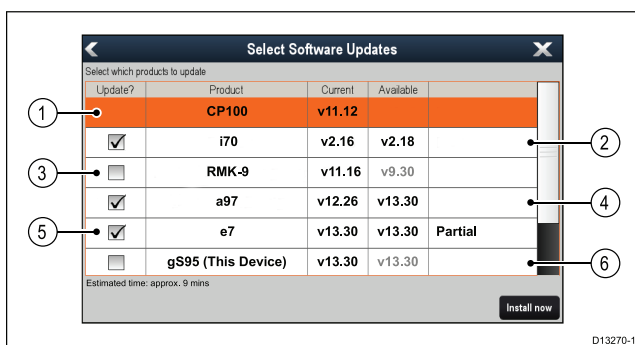 Select Software Updates
Select which products to update
Update? Product Current Available
1 CP100 v11.12
i70 v2.16 v2.18 2
3 RMK-9 v11.16 v9.30
a97 v12.26 v13.30 4
5 e7 v13.30 v13.30 Partial
gS95 (This Device) v13.30 v13.30 6
Estimated time: approx. 9 mins
Install now
D13270-1